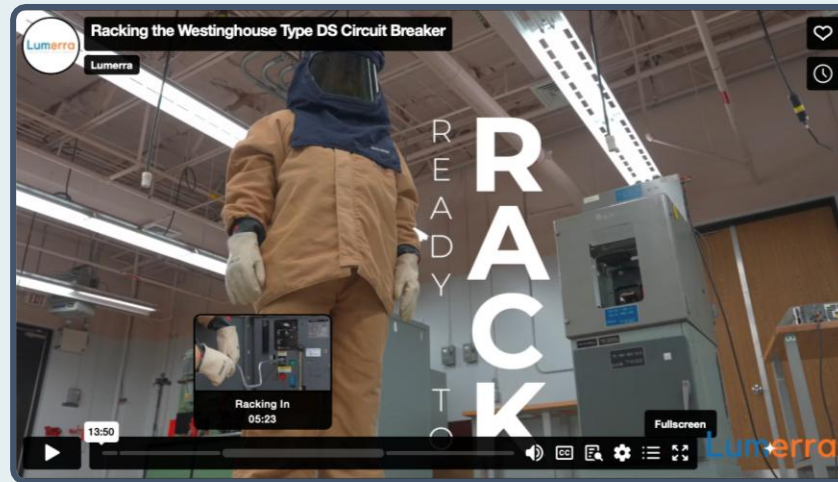 Lumerra
Racking the Westinghouse Type DS Circuit Breaker
Lumerra
READY TO
RACK
Racking In
05:23
13:50
Fullscreen
CC
Lumerra